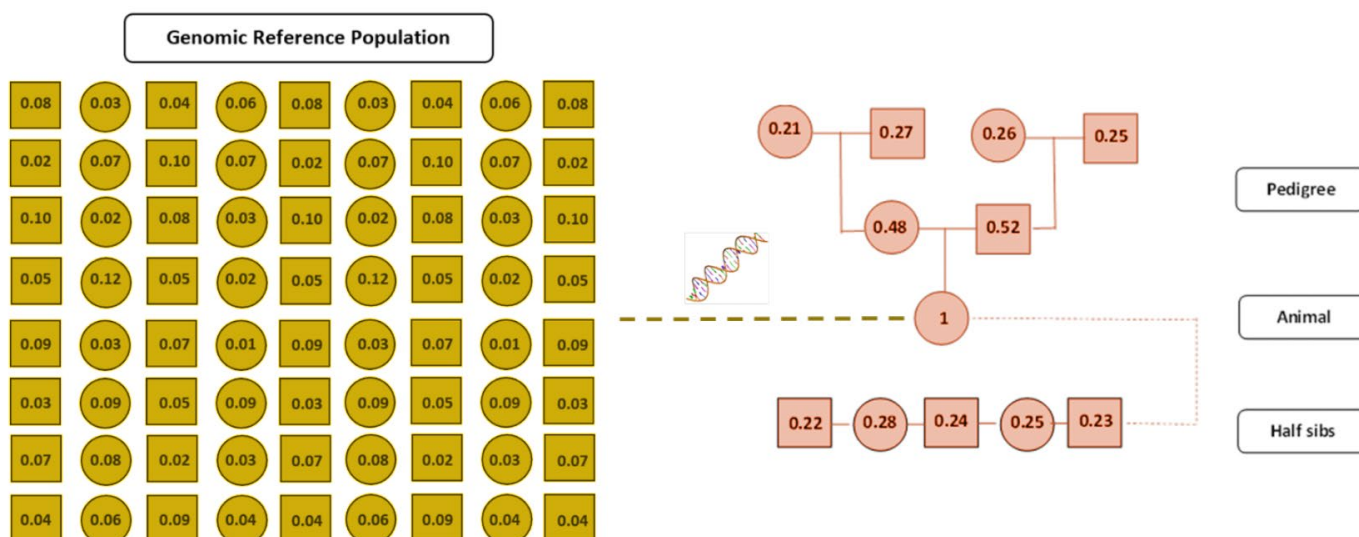 Genomic Reference Population
0.08 0.03 0.04 0.06 0.08 0.03 0.04 0.06 0.08
0.02 0.07 0.10 0.07 0.02 0.07 0.10 0.07 0.02
0.10 0.02 0.08 0.03 0.10 0.02 0.08 0.03 0.10
0.05 0.12 0.05 0.02 0.05 0.12 0.05 0.02 0.05
0.09 0.03 0.07 0.01 0.09 0.03 0.07 0.01 0.09
0.03 0.09 0.05 0.09 0.03 0.09 0.05 0.09 0.03
0.07 0.08 0.02 0.03 0.07 0.08 0.02 0.03 0.07
0.04 0.06 0.09 0.04 0.04 0.06 0.09 0.04 0.04
0.21 0.27 0.26 0.25
0.48 0.52
1
0.22 0.28 0.24 0.25 0.23
Pedigree
Animal
Half sibs